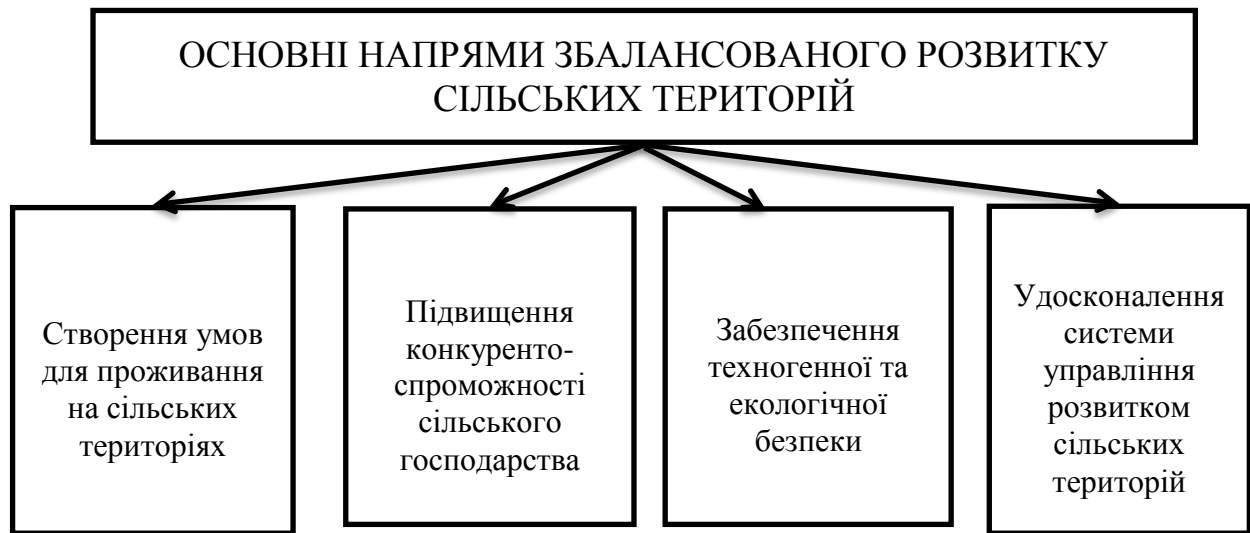 ОСНОВНІ НАПРЯМИ ЗБАЛАНСОВАНОГО РОЗВИТКУ
СІЛЬСЬКИХ ТЕРИТОРІЙ
Створення умов
для проживання
на сільських
територіях
Підвищення
конкуренто-
спроможності
сільського
господарства
Забезпечення
техногенної та
екологічної
безпеки
Удосконалення
системи
управління
розвитком
сільських
територій